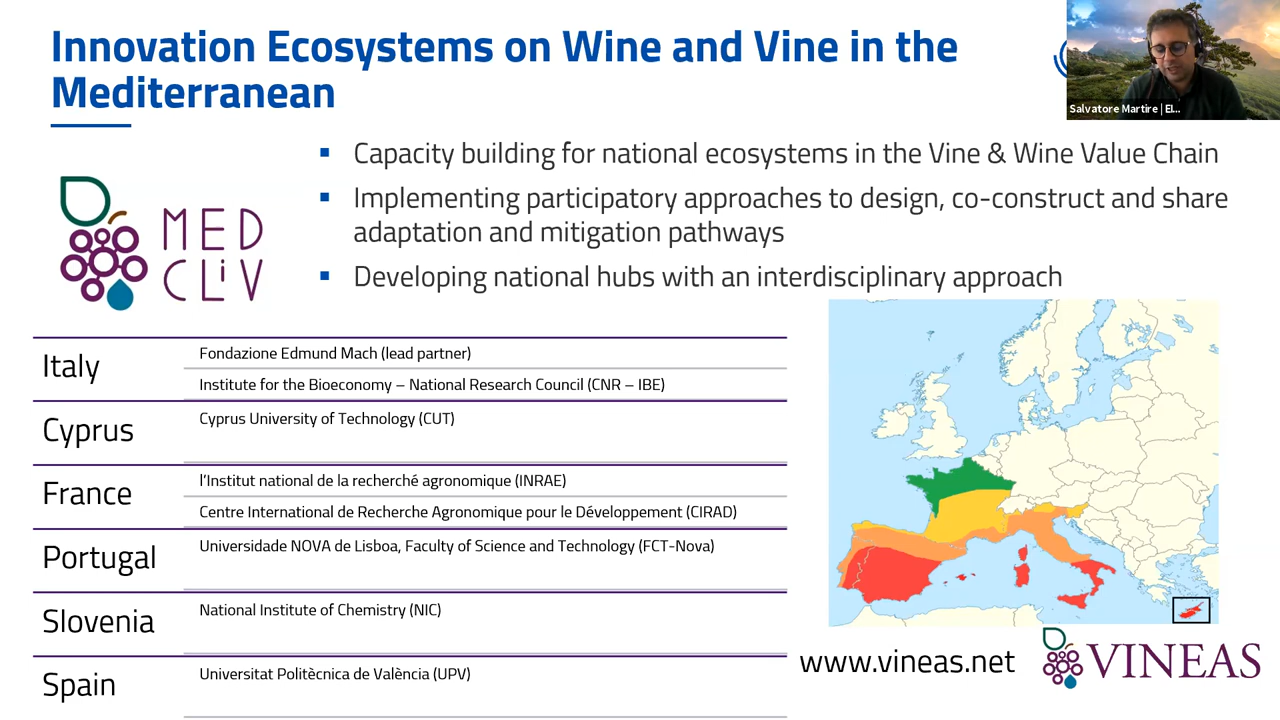 Innovation Ecosystems on Wine and Vine in the
Mediterranean
Salvatore Martire | EI...
Capacity building for national ecosystems in the Vine & Wine Value Chain
Implementing participatory approaches to design, co-construct and share
adaptation and mitigation pathways
Developing national hubs with an interdisciplinary approach
MED
CLiV
Italy
Fondazione Edmund Mach (lead partner)
Institute for the Bioeconomy – National Research Council (CNR – IBE)
Cyprus
Cyprus University of Technology (CUT)
France
l'Institut national de la recherché agronomique (INRAE)
Centre International de Recherche Agronomique pour le Développement (CIRAD)
Portugal
Universidade NOVA de Lisboa, Faculty of Science and Technology (FCT-Nova)
Slovenia
National Institute of Chemistry (NIC)
Spain
Universitat Politècnica de València (UPV)
www.vineas.net
VINEAS